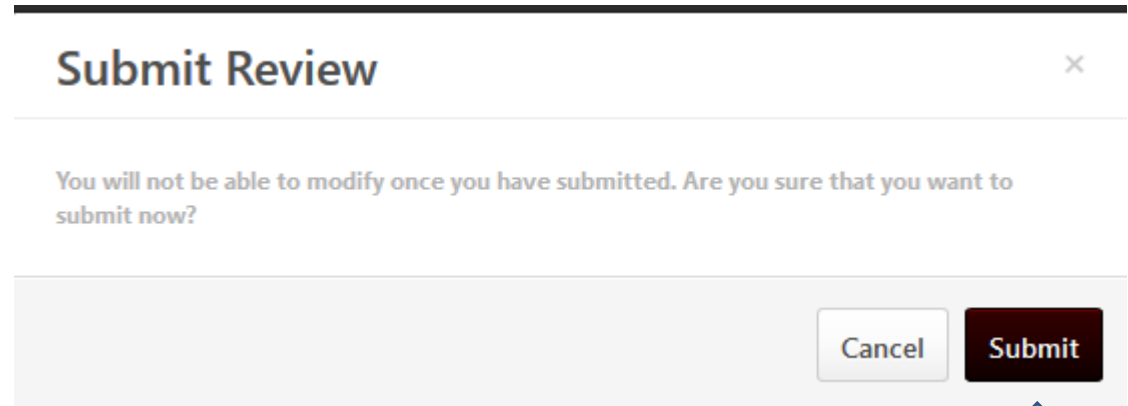 Submit Review
×
You will not be able to modify once you have submitted. Are you sure that you want to
submit now?
Cancel
Submit